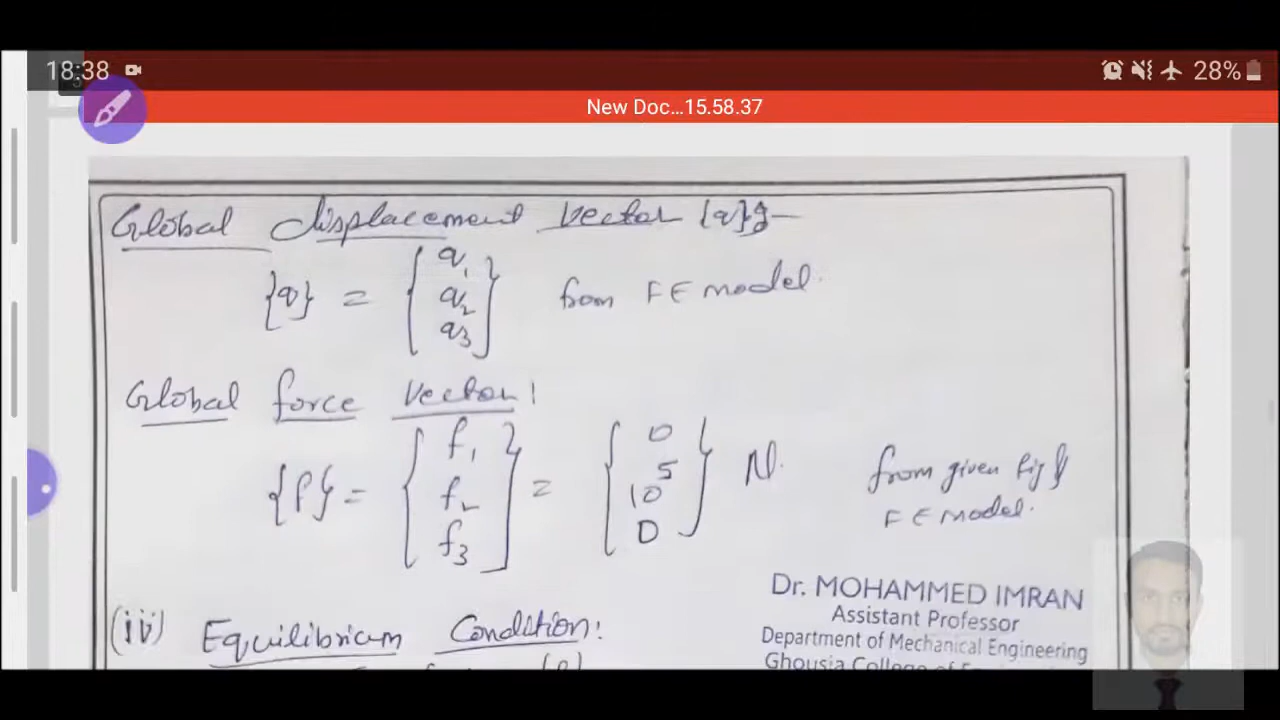 18:38
28%
New Doc...15.58.37
Global displacement vector {q}:-
{q} = {q1 q2 q3} from FE model.
Global force vector:
{f} = {f1 f2 f3} = {0 10^5 0} N. from given fig & FE model.
Dr. MOHAMMED IMRAN
Assistant Professor
(iv) Equilibrium Condition:
Department of Mechanical Engineering
Ghousia College of